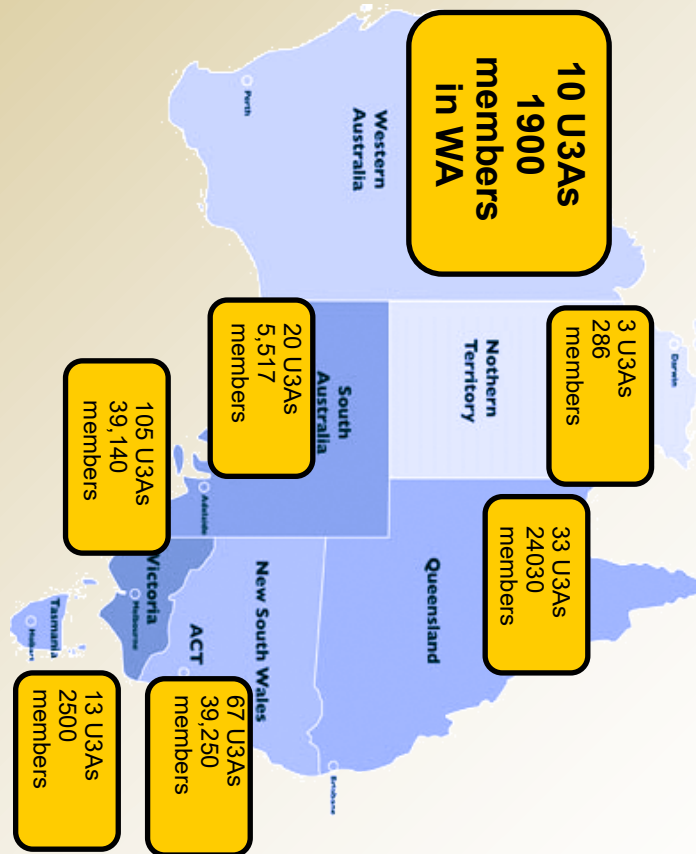 10 U3As
1900
members
in WA
3 U3As
286
members
33 U3As
24030
members
20 U3As
5,517
members
105 U3As
39,140
members
67 U3As
39,250
members
13 U3As
2500
members
Darwin
Western
Australia
Nothern
Territory
Queensland
Perth
South
Australia
Brisbane
New South Wales
Adelaide
ACT
Victoria
Melbourne
Tasmania
Hobart